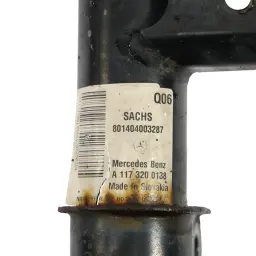 Q06
SACHS
801404003287
Mercedes Benz
A 117 320 0138
Made in Slovakia